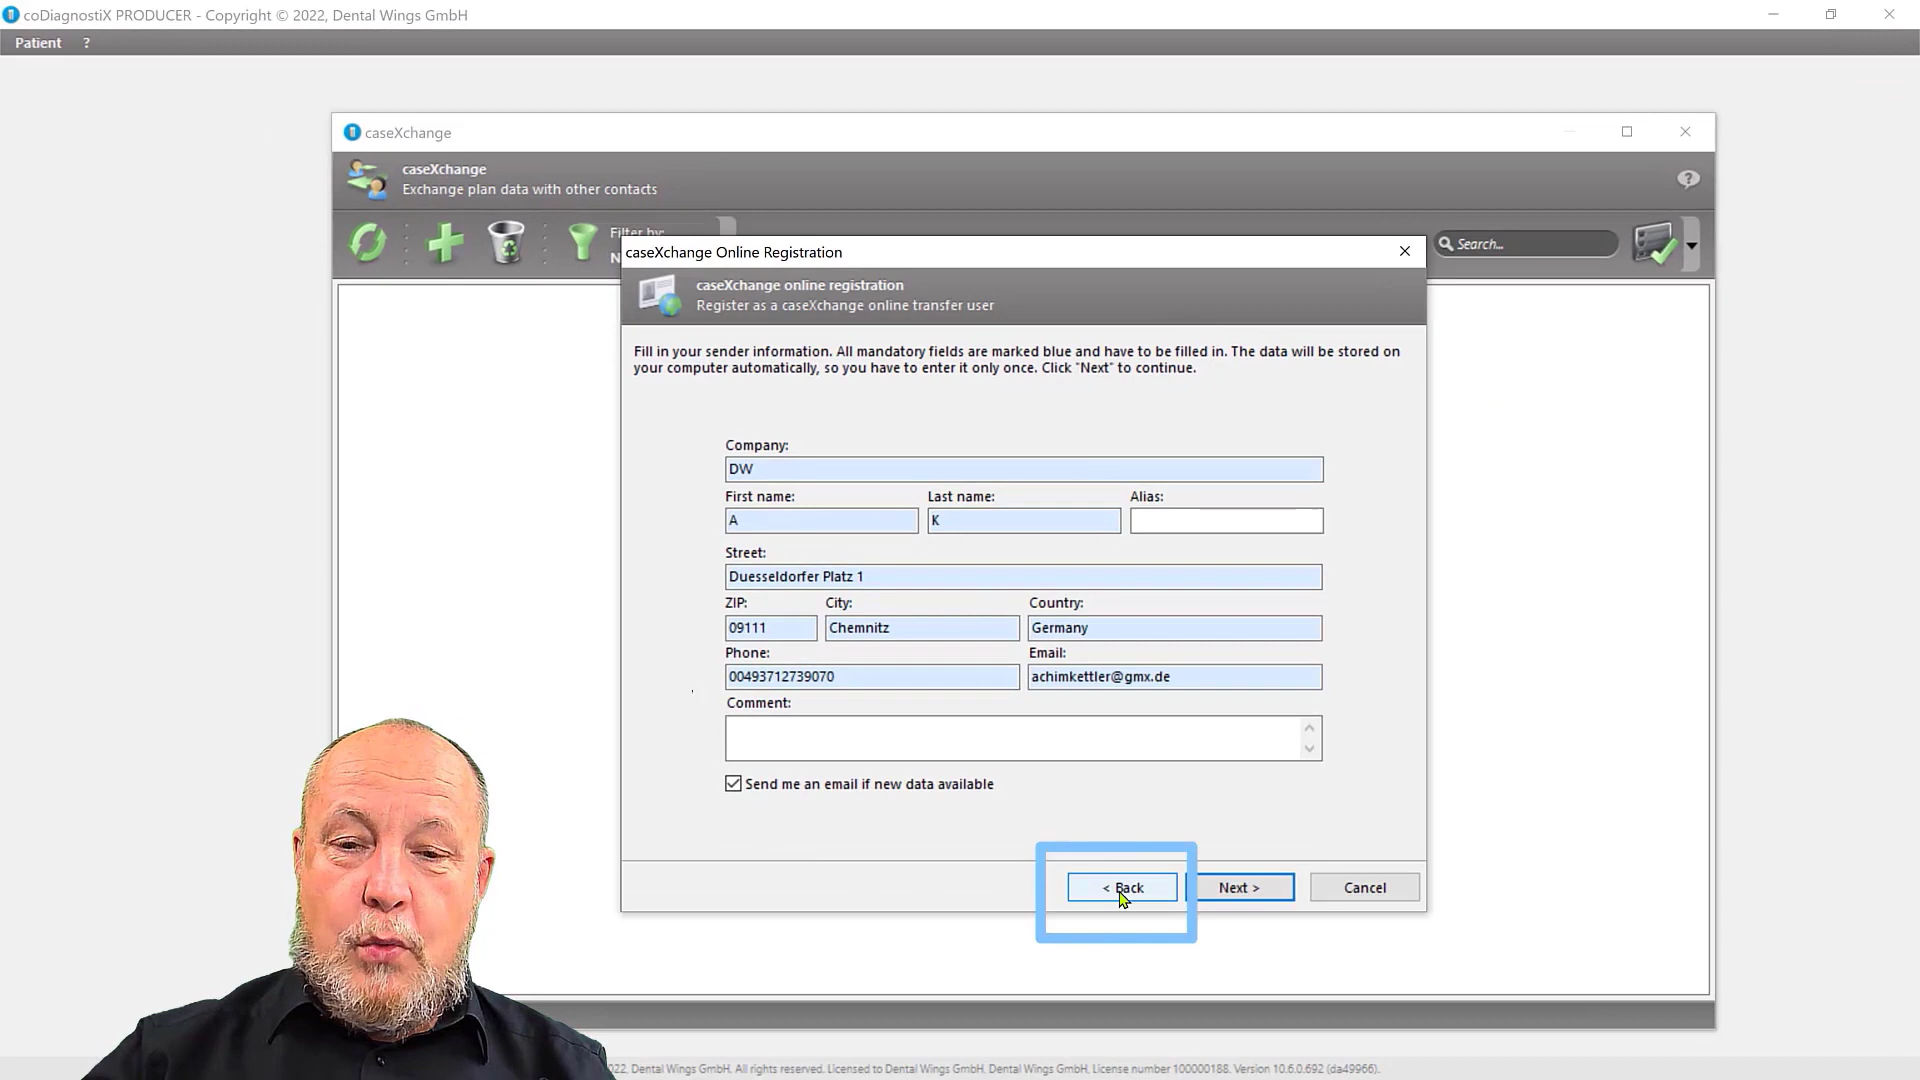 coDiagnostiX PRODUCER - Copyright © 2022, Dental Wings GmbH
Patient ?
caseXchange
caseXchange
Exchange plan data with other contacts
Filter by:
Search...
caseXchange Online Registration
caseXchange online registration
Register as a caseXchange online transfer user
Fill in your sender information. All mandatory fields are marked blue and have to be filled in. The data will be stored on
your computer automatically, so you have to enter it only once. Click "Next" to continue.
Company:
DW
First name: Last name: Alias:
A K
Street:
Duesseldorfer Platz 1
ZIP: City: Country:
09111 Chemnitz Germany
Phone: Email:
00493712739070 achimkettler@gmx.de
Comment:
Send me an email if new data available
< Back Next > Cancel
22, Dental Wings GmbH. All rights reserved. Licensed to Dental Wings GmbH, Dental Wings GmbH, License number 100000188. Version 10.6.0.692 (da49966).